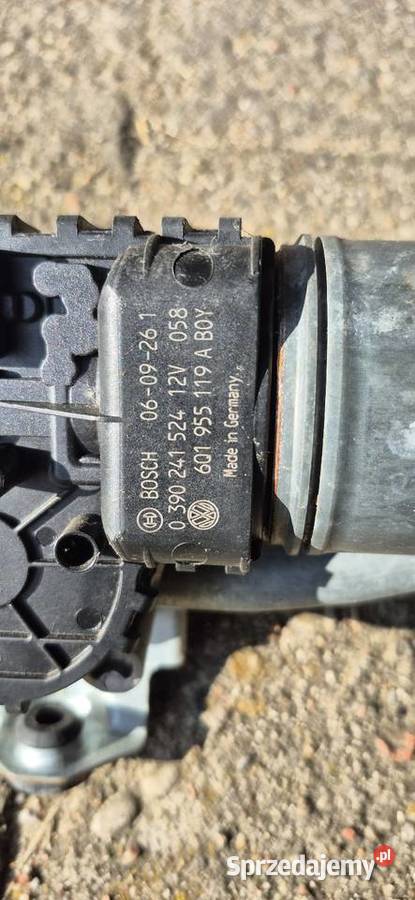 BOSCH 06-09-26 1
0 390 241 524 12V 058
6Q1 955 119 A B0Y
Made in Germany.
Sprzedajemy.pl